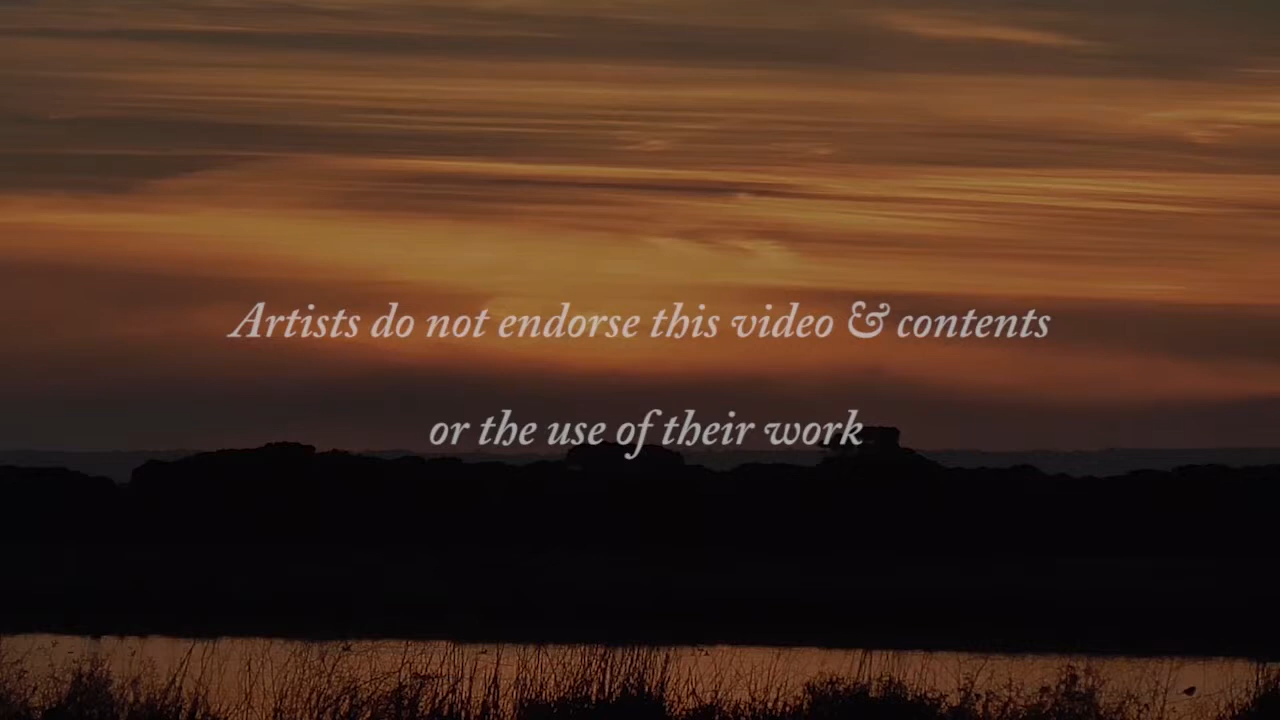 Artists do not endorse this video & contents
or the use of their work